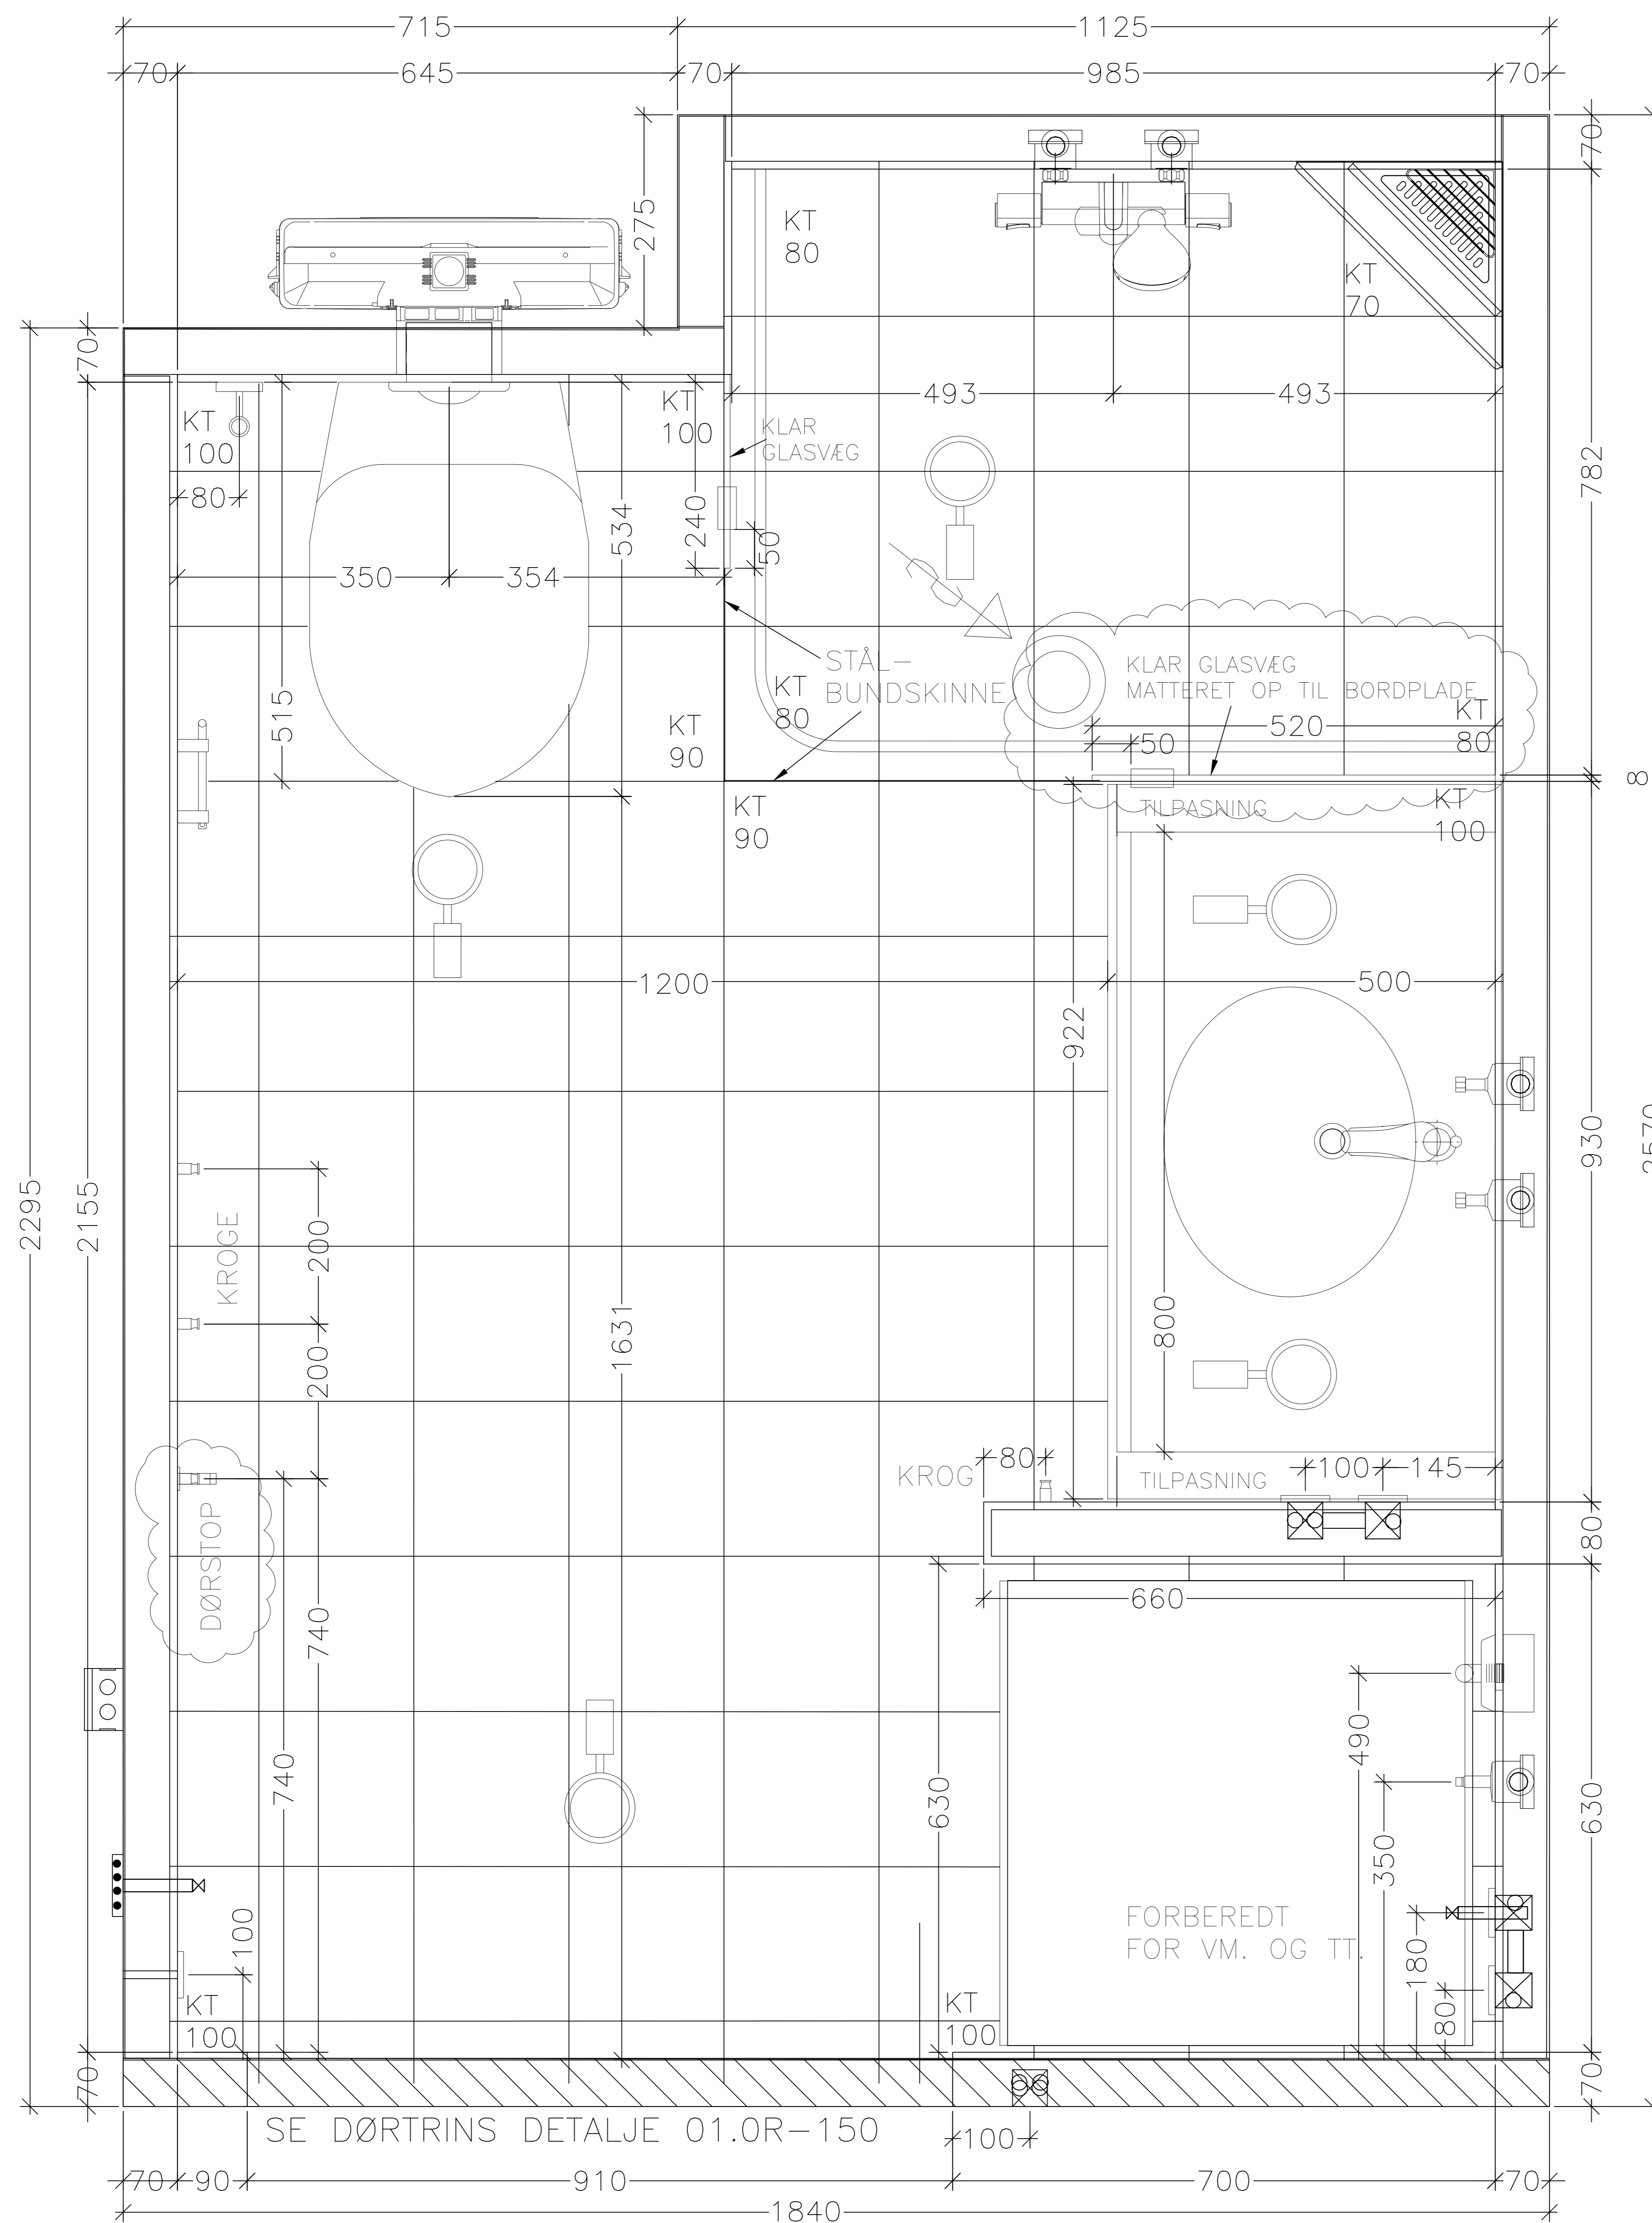 715
1125
70
645
70
985
70
275
70
KT
80
KT
70
70
493
493
KT
100
KT
100
KLAR
GLASVÆG
782
80
534
240
50
350
354
STÅL-
BUNDSKINNE
KLAR GLASVÆG
MATTERET OP TIL BORDPLADE
515
KT
80
KT
90
520
KT
80
50
8
KT
90
TILPASNING
KT
100
1200
500
922
930
2295
2155
KROGE
200
200
1631
800
KROG
80
TILPASNING
100
145
DØRSTOP
80
660
740
740
490
630
630
350
FORBEREDT
FOR VM. OG TT.
180
100
80
KT
100
KT
100
70
70
SE DØRTRINS DETALJE 01.OR-150
100
70
90
910
700
70
1840